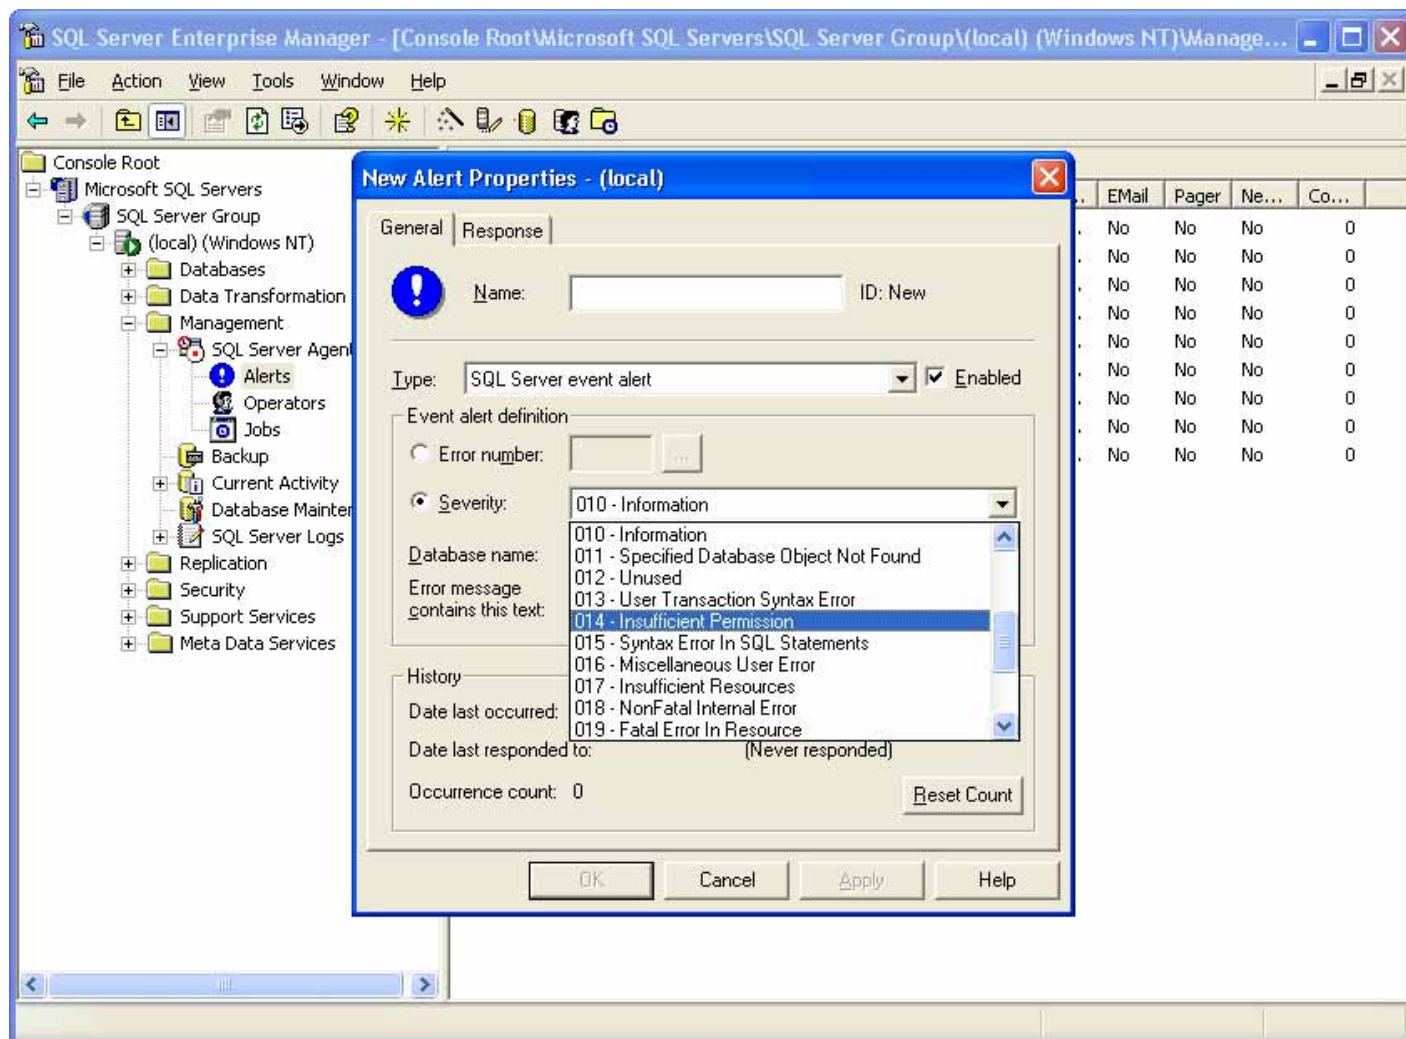 SQL Server Enterprise Manager - [Console Root\Microsoft SQL Servers\SQL Server Group\(local) (Windows NT)\Manage...
File Action View Tools Window Help
Console Root
Microsoft SQL Servers
SQL Server Group
(local) (Windows NT)
Databases
Data Transformation
Management
SQL Server Agent
Alerts
Operators
Jobs
Backup
Current Activity
Database Mainter
SQL Server Logs
Replication
Security
Support Services
Meta Data Services
.. EMail Pager Ne... Co...
. No No No 0
. No No No 0
. No No No 0
. No No No 0
. No No No 0
. No No No 0
. No No No 0
. No No No 0
. No No No 0
New Alert Properties - (local)
General Response
Name: ID: New
Type: SQL Server event alert Enabled
Event alert definition
Error number: ...
Severity: 010 - Information
010 - Information
011 - Specified Database Object Not Found
012 - Unused
013 - User Transaction Syntax Error
014 - Insufficient Permission
015 - Syntax Error In SQL Statements
016 - Miscellaneous User Error
017 - Insufficient Resources
018 - NonFatal Internal Error
019 - Fatal Error In Resource
Database name:
Error message
contains this text:
History
Date last occurred:
Date last responded to: (Never responded)
Occurrence count: 0 Reset Count
OK Cancel Apply Help